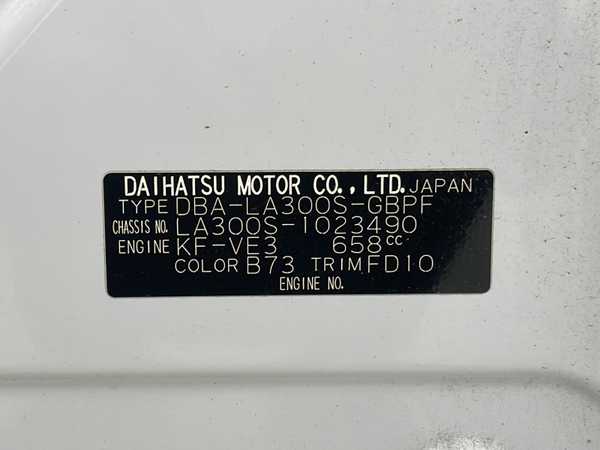 DAIHATSU MOTOR CO., LTD. JAPAN
TYPE DBA-LA300S-GBPF
CHASSIS NO. LA300S-1023490
ENGINE KF-VE3 658cc
COLOR B73 TRIM FD10
ENGINE NO.